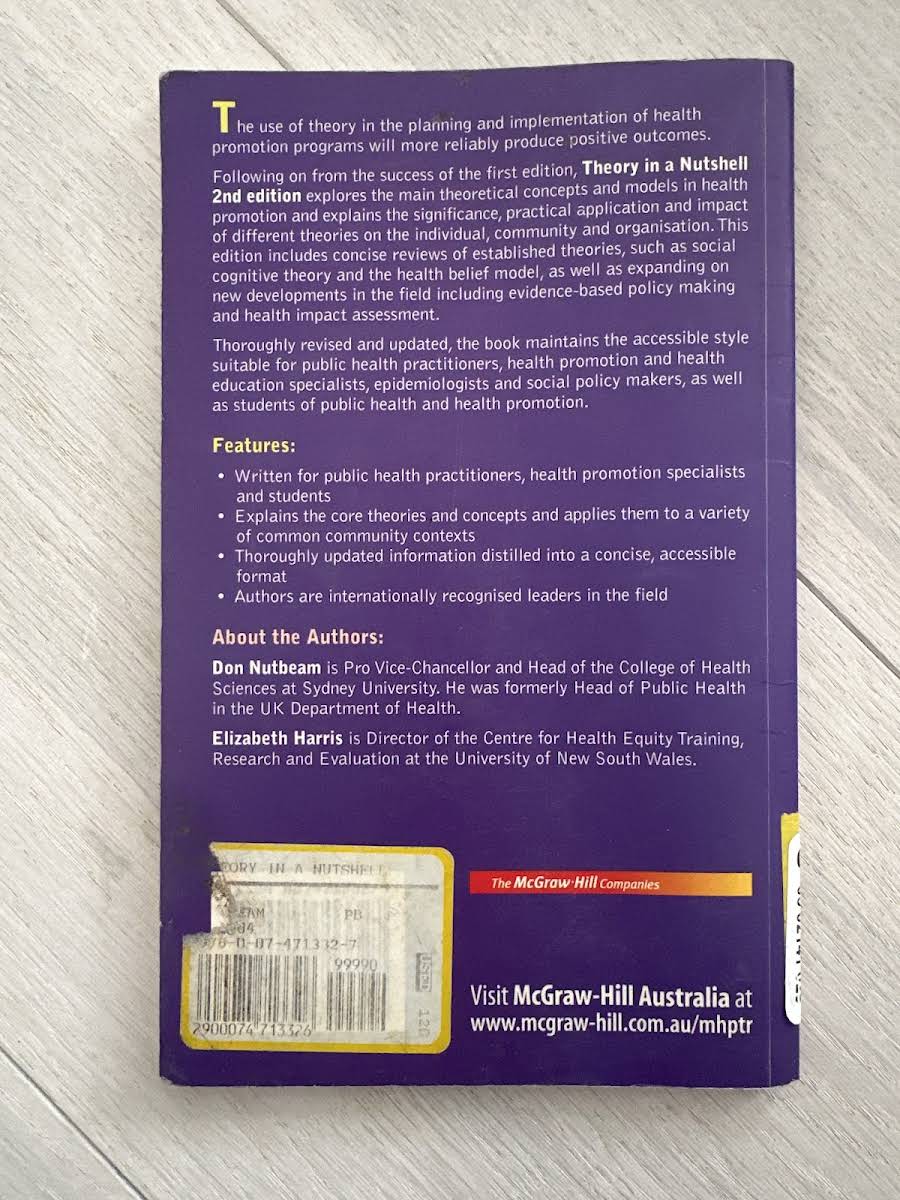 The use of theory in the planning and implementation of health
promotion programs will more reliably produce positive outcomes.
Following on from the success of the first edition, Theory in a Nutshell
2nd edition explores the main theoretical concepts and models in health
promotion and explains the significance, practical application and impact
of different theories on the individual, community and organisation. This
edition includes concise reviews of established theories, such as social
cognitive theory and the health belief model, as well as expanding on
new developments in the field including evidence-based policy making
and health impact assessment.
Thoroughly revised and updated, the book maintains the accessible style
suitable for public health practitioners, health promotion and health
education specialists, epidemiologists and social policy makers, as well
as students of public health and health promotion.
Features:
• Written for public health practitioners, health promotion specialists
and students
• Explains the core theories and concepts and applies them to a variety
of common community contexts
• Thoroughly updated information distilled into a concise, accessible
format
• Authors are internationally recognised leaders in the field
About the Authors:
Don Nutbeam is Pro Vice-Chancellor and Head of the College of Health
Sciences at Sydney University. He was formerly Head of Public Health
in the UK Department of Health.
Elizabeth Harris is Director of the Centre for Health Equity Training,
Research and Evaluation at the University of New South Wales.
EORY IN A NUTSHELL
EAM PB
0-07-471332-7
99990
2900074713326
The McGraw·Hill Companies
Visit McGraw-Hill Australia at
www.mcgraw-hill.com.au/mhptr